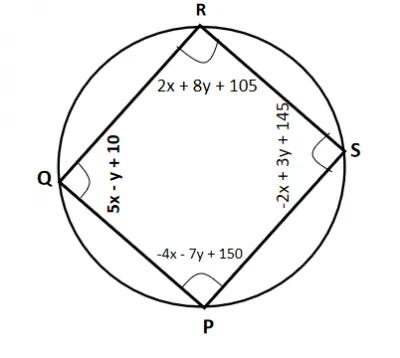 R
2x + 8y + 105
-2x + 3y + 145
S
5x - y + 10
Q
-4x - 7y + 150
P